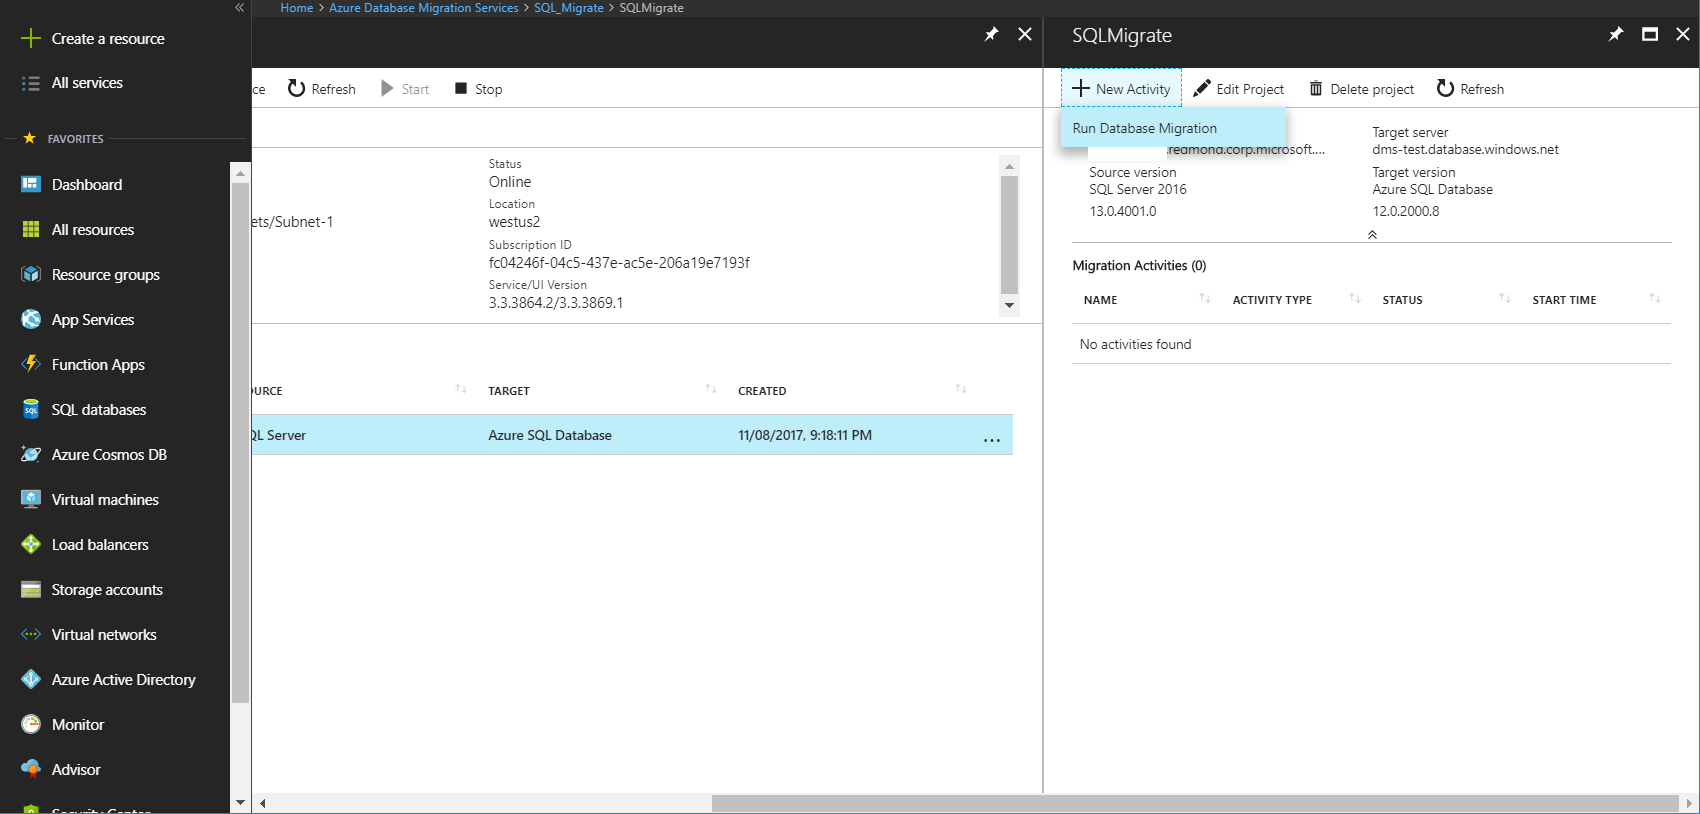 Home > Azure Database Migration Services > SQL_Migrate > SQLMigrate
Create a resource
All services
FAVORITES
Dashboard
All resources
Resource groups
App Services
Function Apps
SQL databases
Azure Cosmos DB
Virtual machines
Load balancers
Storage accounts
Virtual networks
Azure Active Directory
Monitor
Advisor
Security Center
ce Refresh Start Stop
ets/Subnet-1
Status
Online
Location
westus2
Subscription ID
fc04246f-04c5-437e-ac5e-206a19e7193f
Service/UI Version
3.3.3864.2/3.3.3869.1
URCE TARGET CREATED
QL Server Azure SQL Database 11/08/2017, 9:18:11 PM ...
SQLMigrate
New Activity Edit Project Delete project Refresh
Run Database Migration
.redmond.corp.microsoft....
Source version
SQL Server 2016
13.0.4001.0
Target server
dms-test.database.windows.net
Target version
Azure SQL Database
12.0.2000.8
Migration Activities (0)
NAME ACTIVITY TYPE STATUS START TIME
No activities found